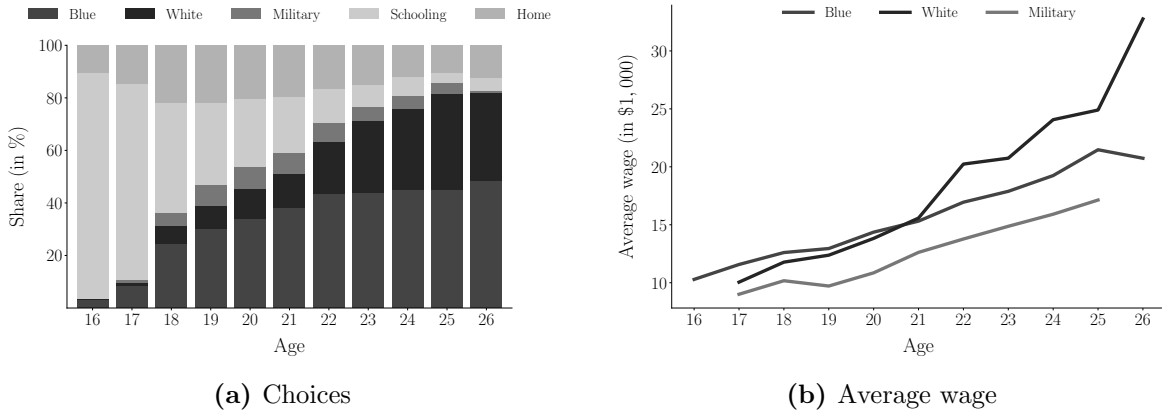 Blue White Military Schooling Home
100
80
60
40
20
Share (in %)
16 17 18 19 20 21 22 23 24 25 26
Age
(a) Choices
Blue White Military
30
25
20
15
10
Average wage (in $1, 000)
16 17 18 19 20 21 22 23 24 25 26
Age
(b) Average wage